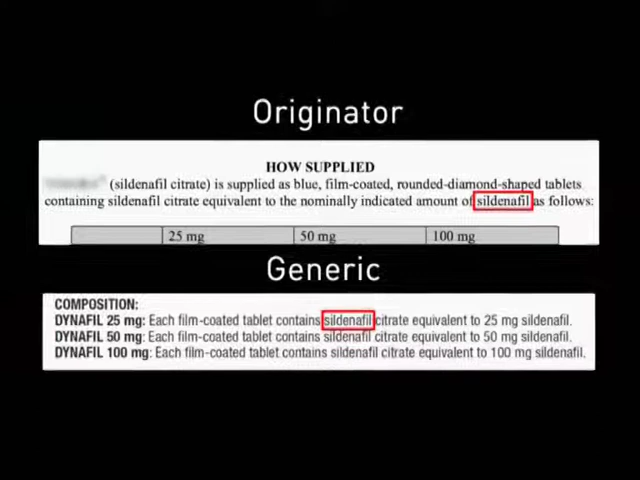 Originator
HOW SUPPLIED
(sildenafil citrate) is supplied as blue, film-coated, rounded-diamond-shaped tablets
containing sildenafil citrate equivalent to the nominally indicated amount of sildenafil as follows:
25 mg 50 mg 100 mg
Generic
COMPOSITION:
DYNAFIL 25 mg: Each film-coated tablet contains sildenafil citrate equivalent to 25 mg sildenafil.
DYNAFIL 50 mg: Each film-coated tablet contains sildenafil citrate equivalent to 50 mg sildenafil.
DYNAFIL 100 mg: Each film-coated tablet contains sildenafil citrate equivalent to 100 mg sildenafil.